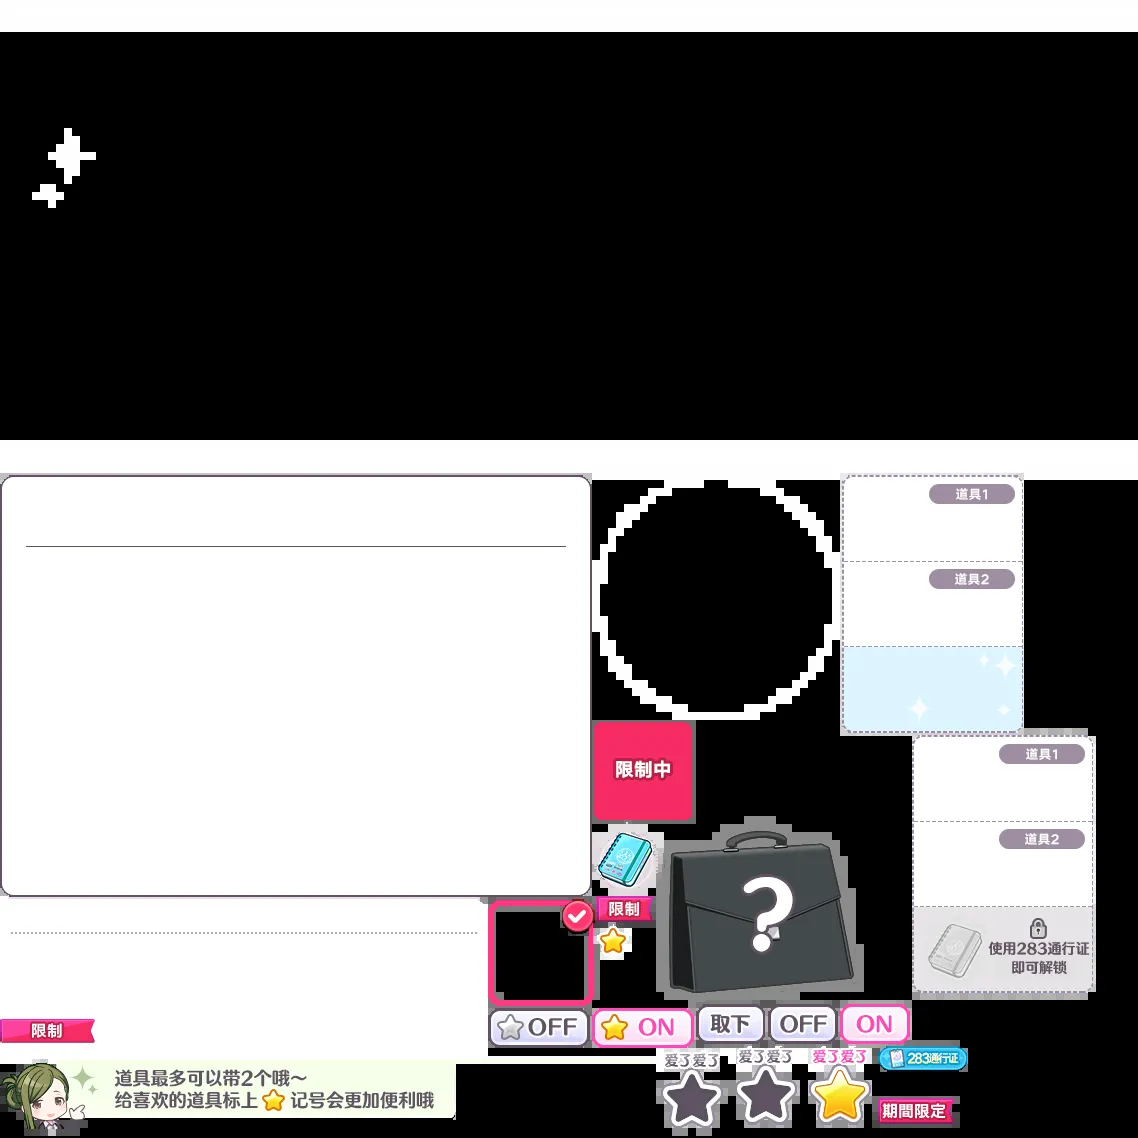 道具1
道具2
限制中
道具1
道具2
使用283通行证
即可解锁
限制
限制
OFF
ON
取下
OFF
ON
爱了爱了
爱了爱了
爱了爱了
283通行证
期間限定
道具最多可以带2个哦～
给喜欢的道具标上
记号会更加便利哦